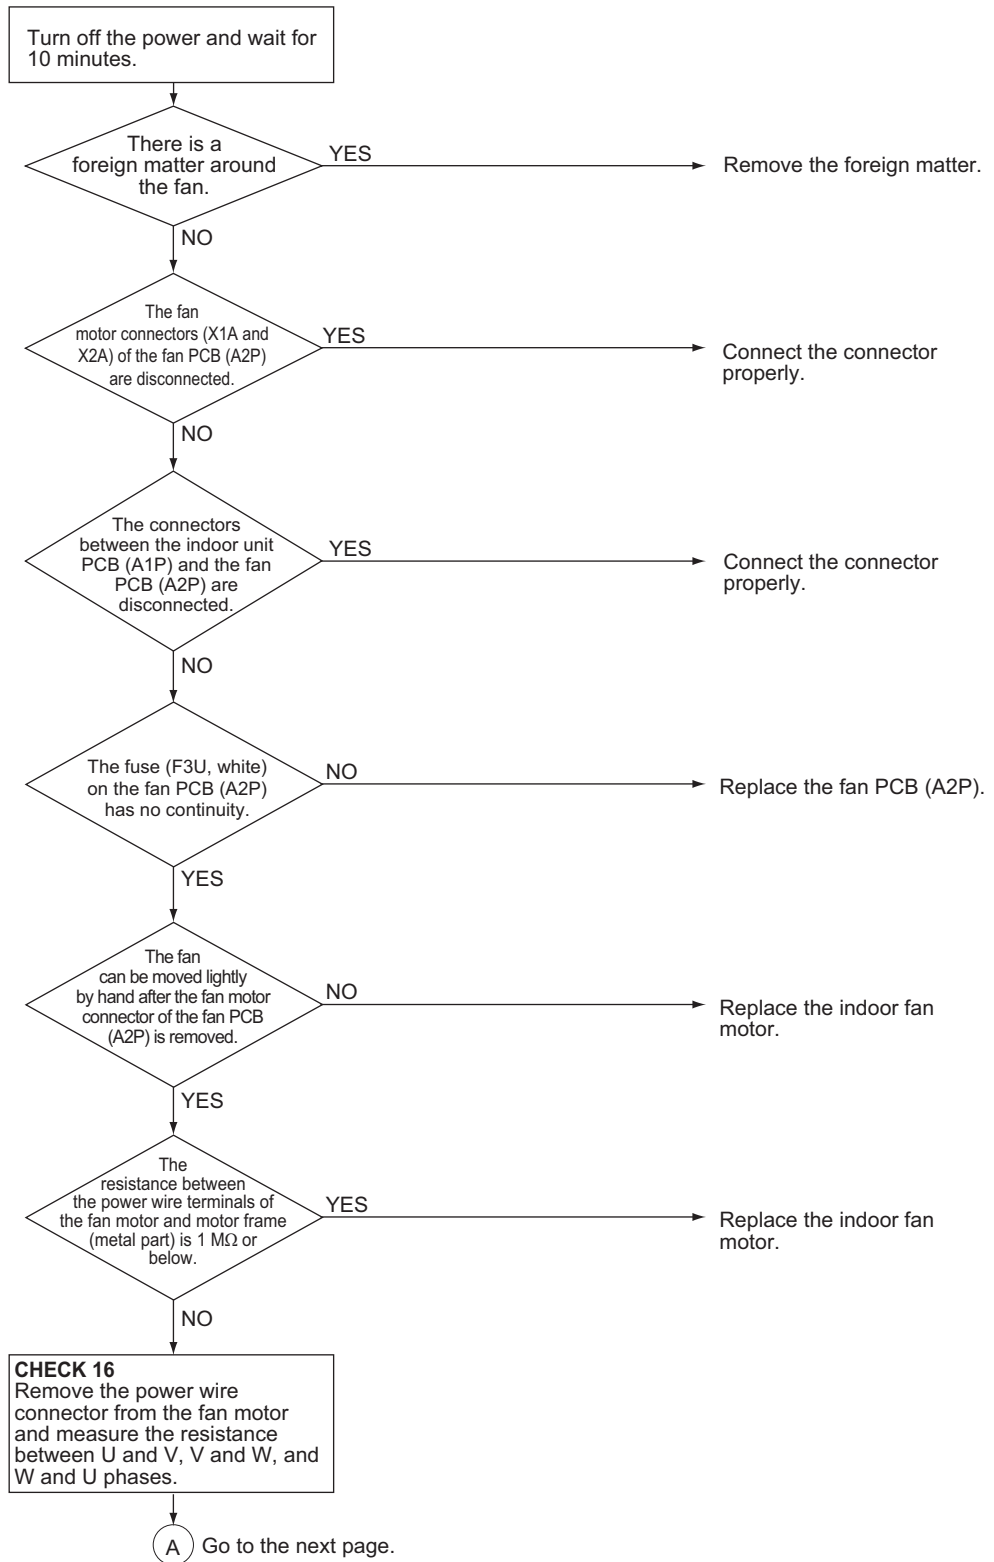 Turn off the power and wait for
10 minutes.
There is a
foreign matter around
the fan.
YES
Remove the foreign matter.
NO
The fan
motor connectors (X1A and
X2A) of the fan PCB (A2P)
are disconnected.
YES
Connect the connector
properly.
NO
The connectors
between the indoor unit
PCB (A1P) and the fan
PCB (A2P) are
disconnected.
YES
Connect the connector
properly.
NO
The fuse (F3U, white)
on the fan PCB (A2P)
has no continuity.
NO
Replace the fan PCB (A2P).
YES
The fan
can be moved lightly
by hand after the fan motor
connector of the fan PCB
(A2P) is removed.
NO
Replace the indoor fan
motor.
YES
The
resistance between
the power wire terminals of
the fan motor and motor frame
(metal part) is 1 MΩ or
below.
YES
Replace the indoor fan
motor.
NO
CHECK 16
Remove the power wire
connector from the fan motor
and measure the resistance
between U and V, V and W, and
W and U phases.
A
Go to the next page.